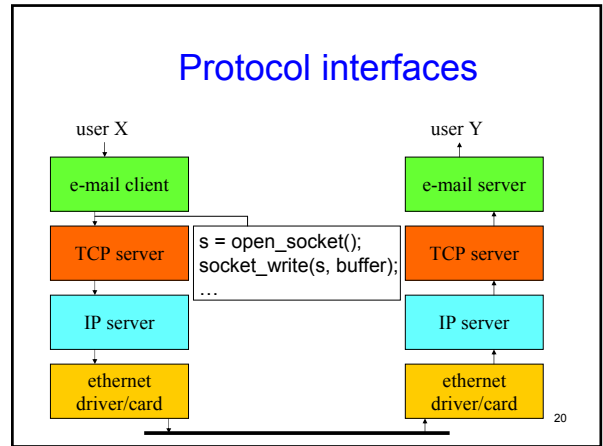 Protocol interfaces
user X
user Y
e-mail client
e-mail server
TCP server
s = open_socket();
socket_write(s, buffer);
…
TCP server
IP server
IP server
ethernet
driver/card
ethernet
driver/card
20